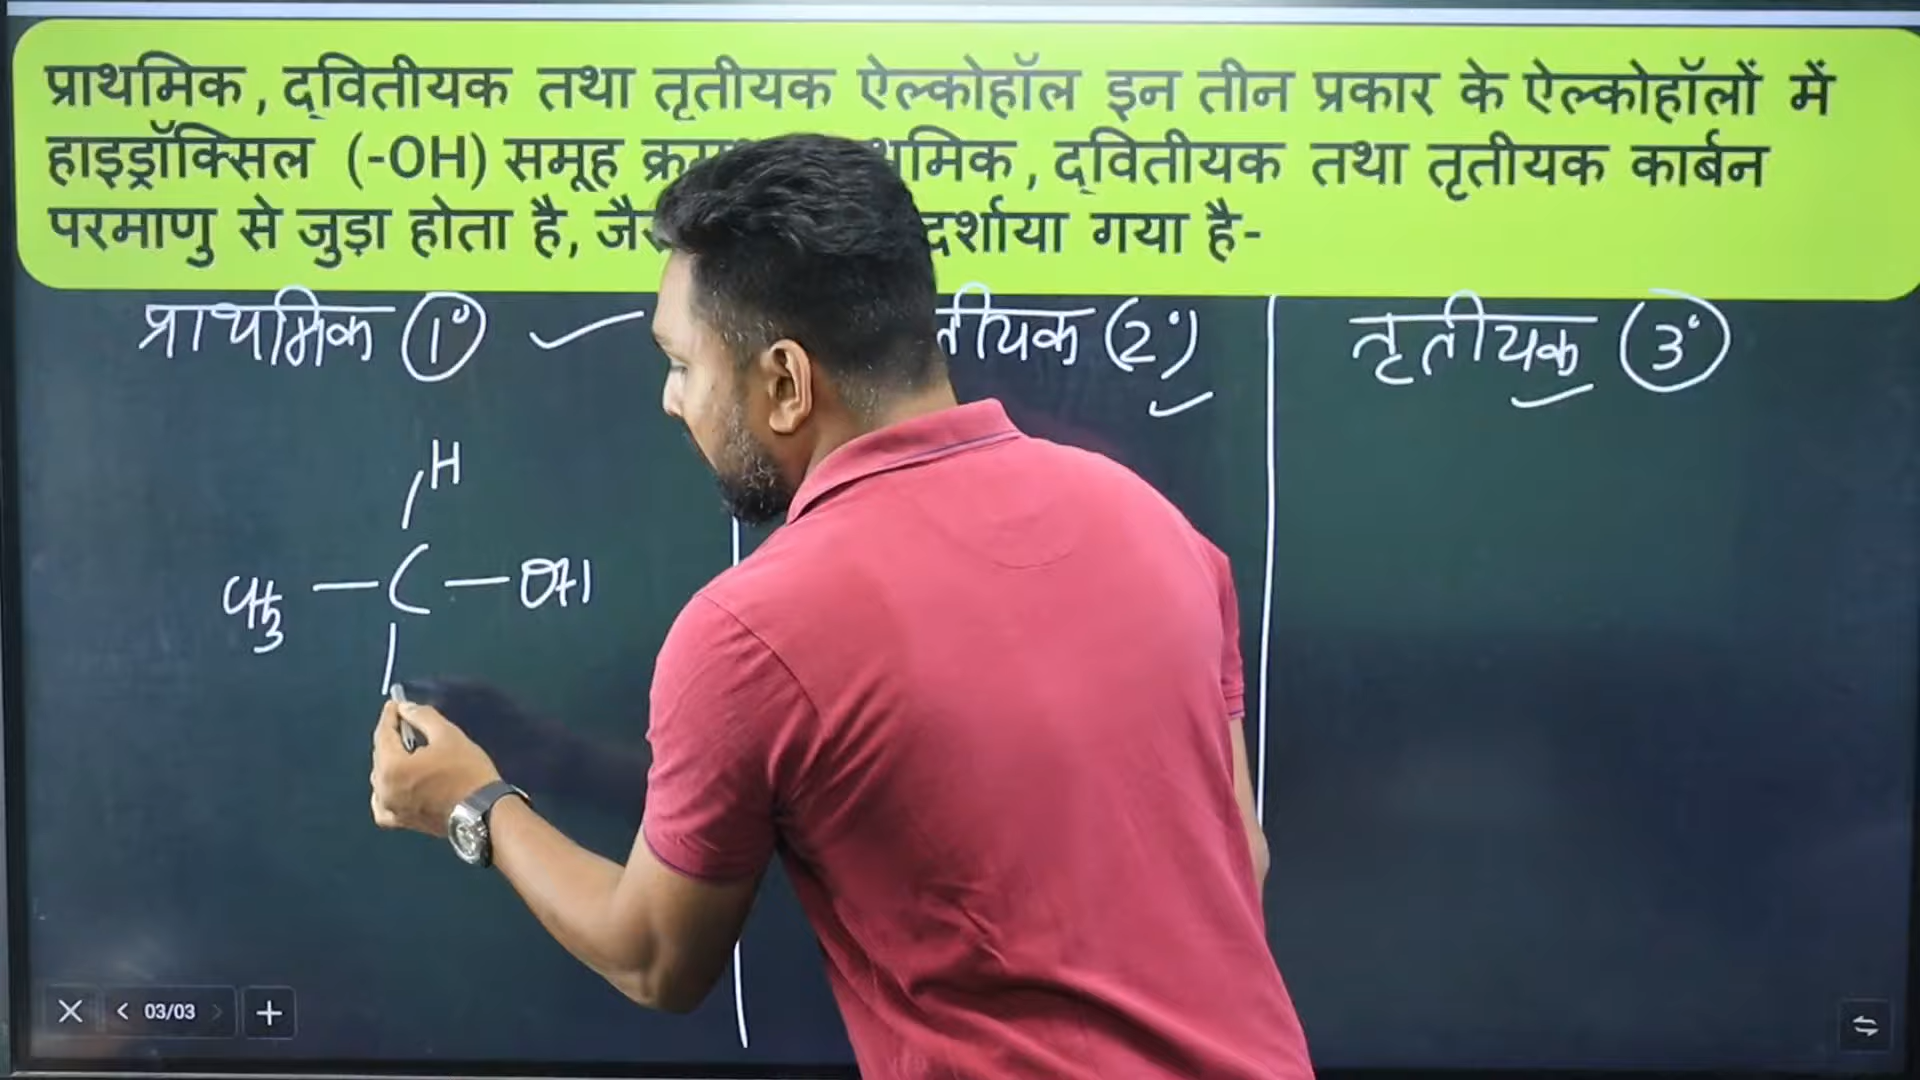 प्राथमिक, द्वितीयक तथा तृतीयक ऐल्कोहॉल इन तीन प्रकार के ऐल्कोहॉलों में
हाइड्रॉक्सिल (-OH) समूह द्वितीयक तथा तृतीयक कार्बन
परमाणु से जुड़ा होता है, दर्शाया गया है-
प्राथमिक 1° 2° तृतीयक 3°
H
CH3 — C — OH
03/03